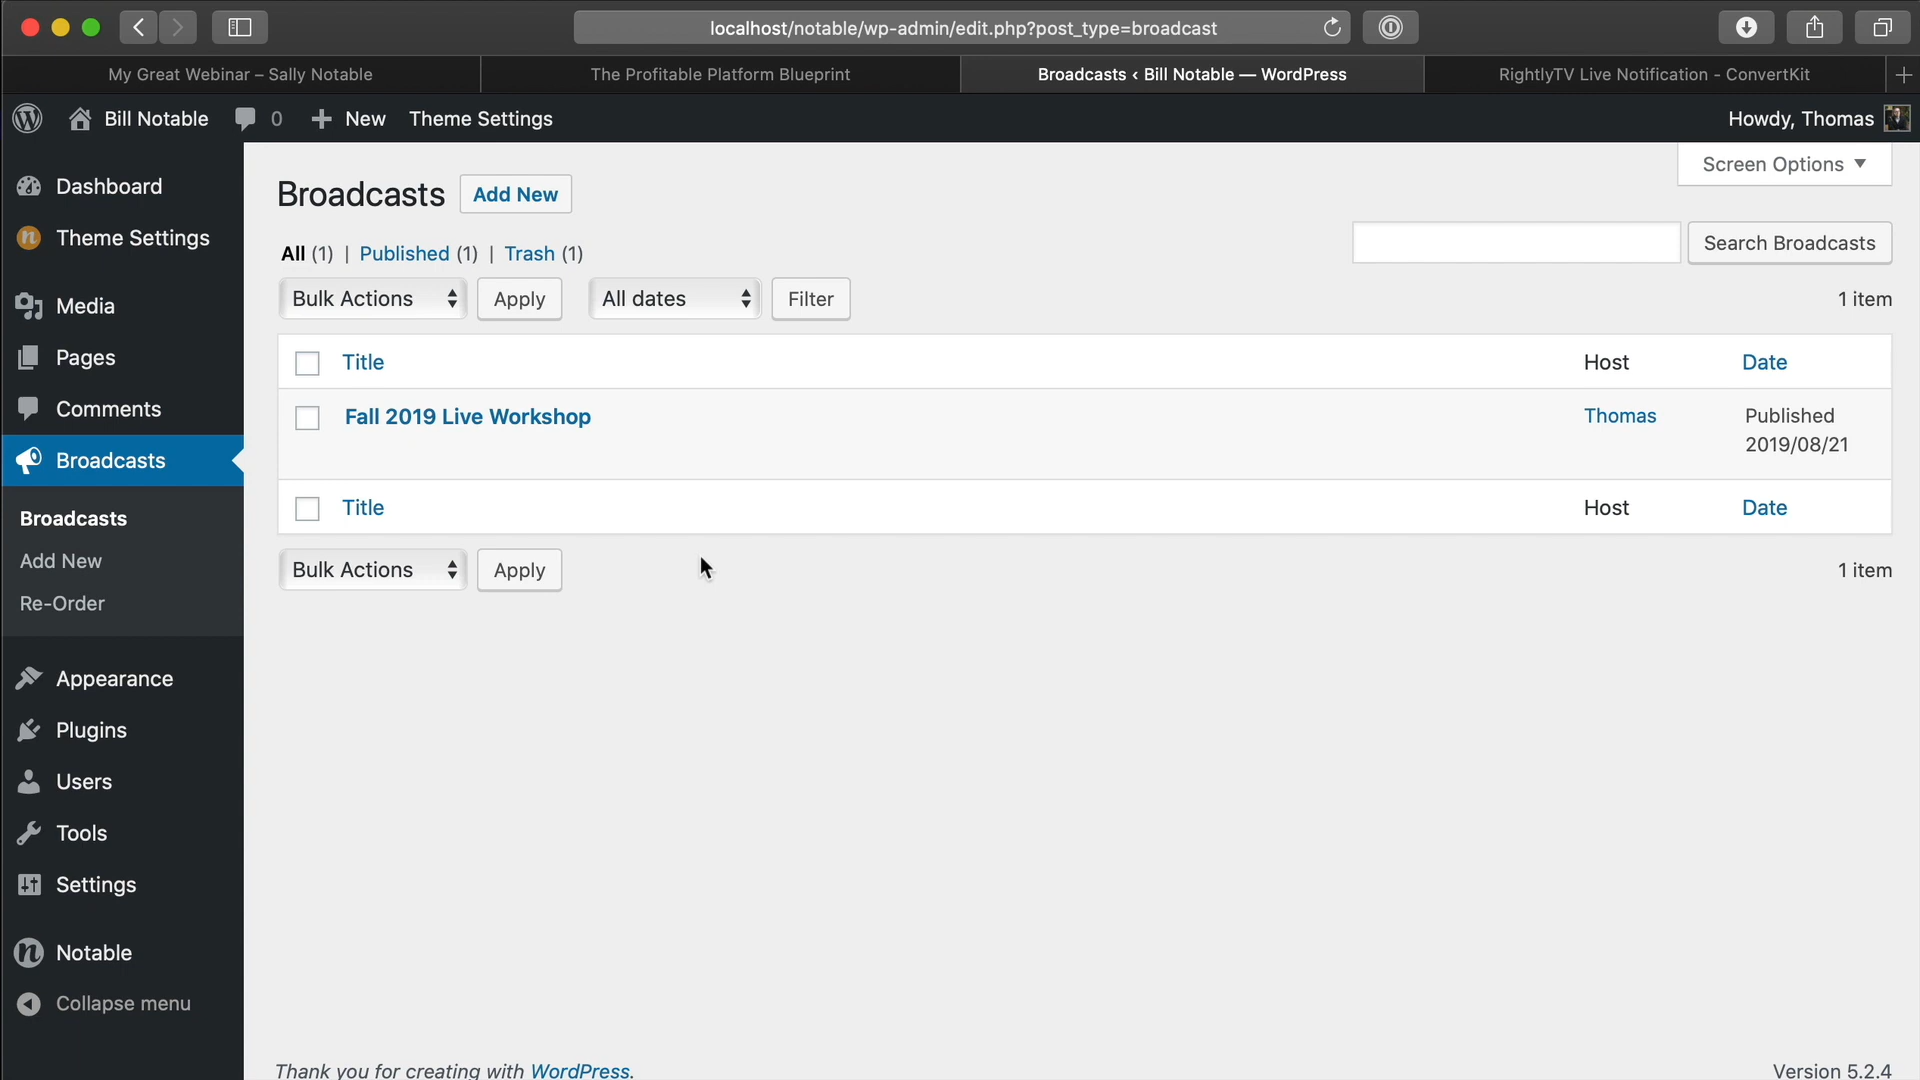 localhost/notable/wp-admin/edit.php?post_type=broadcast
My Great Webinar – Sally Notable
The Profitable Platform Blueprint
Broadcasts ‹ Bill Notable — WordPress
RightlyTV Live Notification - ConvertKit
Bill Notable 0 New Theme Settings
Howdy, Thomas
Screen Options
Dashboard
Theme Settings
Media
Pages
Comments
Broadcasts
Broadcasts
Add New
Re-Order
Appearance
Plugins
Users
Tools
Settings
Notable
Collapse menu
Broadcasts Add New
All (1) | Published (1) | Trash (1)
Search Broadcasts
Bulk Actions Apply All dates Filter 1 item
Title Host Date
Fall 2019 Live Workshop Thomas Published
2019/08/21
Title Host Date
Bulk Actions Apply 1 item
Thank you for creating with WordPress.
Version 5.2.4